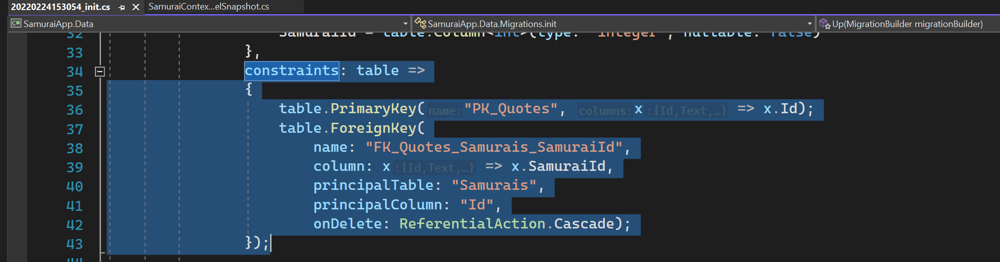 20220224153054_init.cs SamuraiContex...elSnapshot.cs
C# SamuraiApp.Data SamuraiApp.Data.Migrations.init Up(MigrationBuilder migrationBuilder)
32 SamuraiId = table.Column<int>(type: "integer", nullable: false)
33 },
34 constraints: table =>
35 {
36 table.PrimaryKey(name:"PK_Quotes", columns:x :{Id,Text,…} => x.Id);
37 table.ForeignKey(
38 name: "FK_Quotes_Samurais_SamuraiId",
39 column: x :{Id,Text,…} => x.SamuraiId,
40 principalTable: "Samurais",
41 principalColumn: "Id",
42 onDelete: ReferentialAction.Cascade);
43 });
44